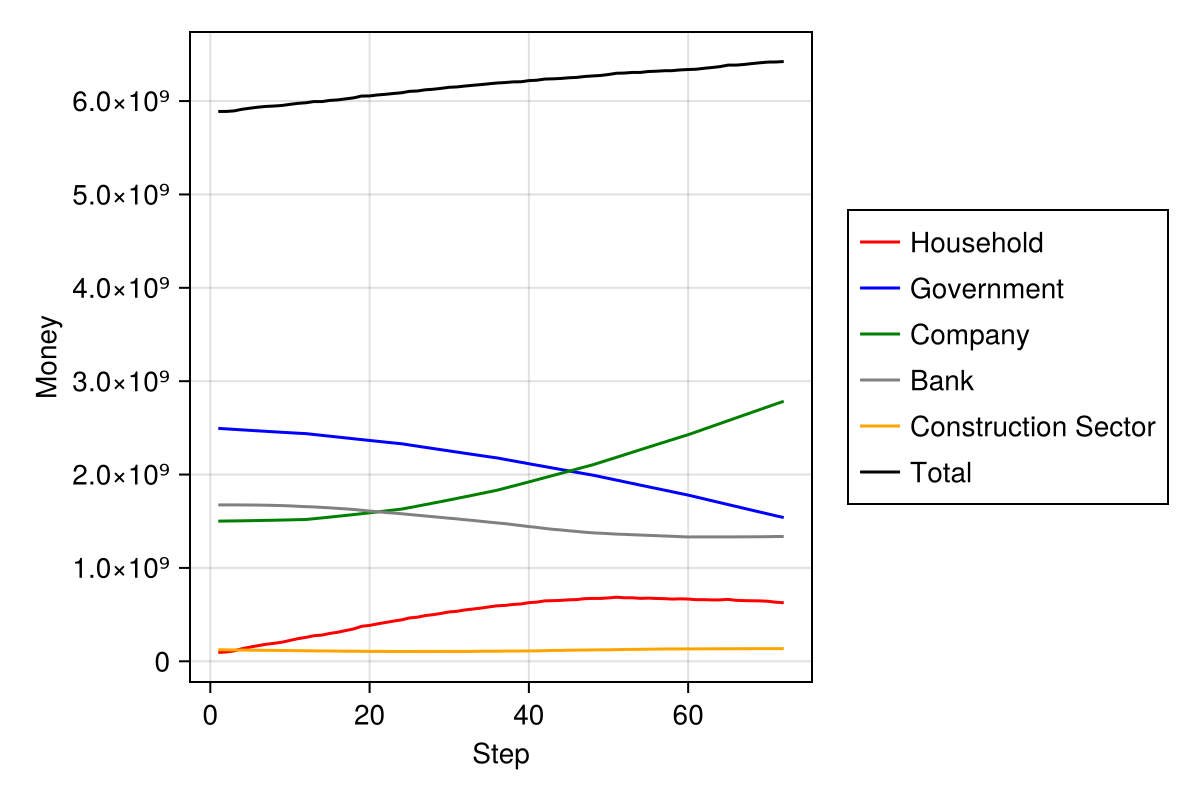 Money
6.0×10⁹
5.0×10⁹
4.0×10⁹
3.0×10⁹
2.0×10⁹
1.0×10⁹
0
0 20 40 60
Step
Household
Government
Company
Bank
Construction Sector
Total